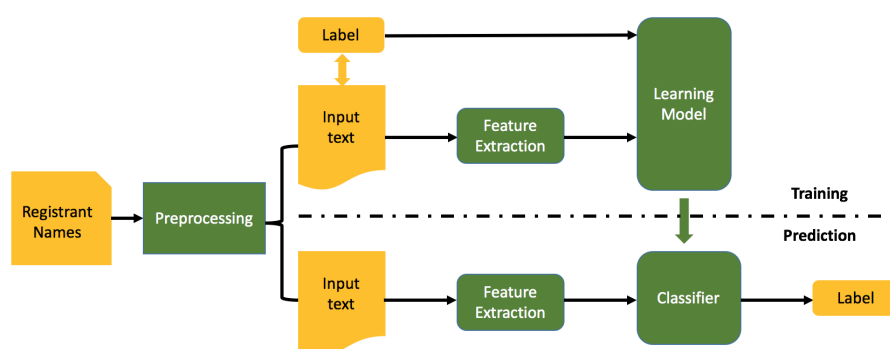 Label
Input
text
Feature
Extraction
Learning
Model
Registrant
Names
Preprocessing
Training
Prediction
Input
text
Feature
Extraction
Classifier
Label